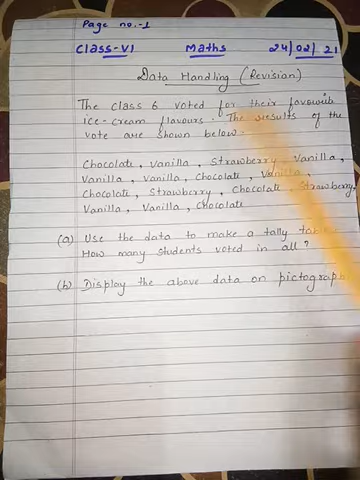 Page no.-1
Class-VI Maths 24/02/21
Data Handling (Revision)
The class 6 voted for their favourite
ice-cream flavours. The results of the
vote are shown below.
Chocolate, Vanilla, Strawberry, Vanilla,
Vanilla, Vanilla, Chocolate, Vanilla,
Chocolate, Strawberry, Chocolate, Strawberry,
Vanilla, Vanilla, Chocolate
(a) Use the data to make a tally
How many students voted in all?
(b) Display the above data on pictograph